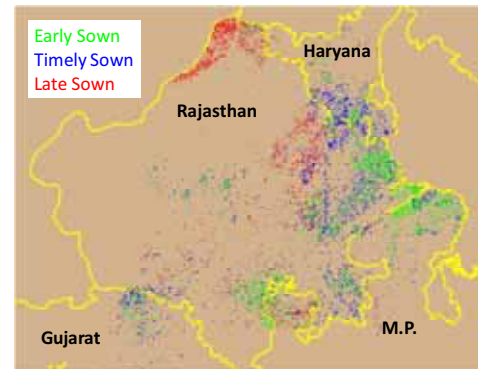 Early Sown
Timely Sown
Late Sown
Haryana
Rajasthan
Gujarat
M.P.